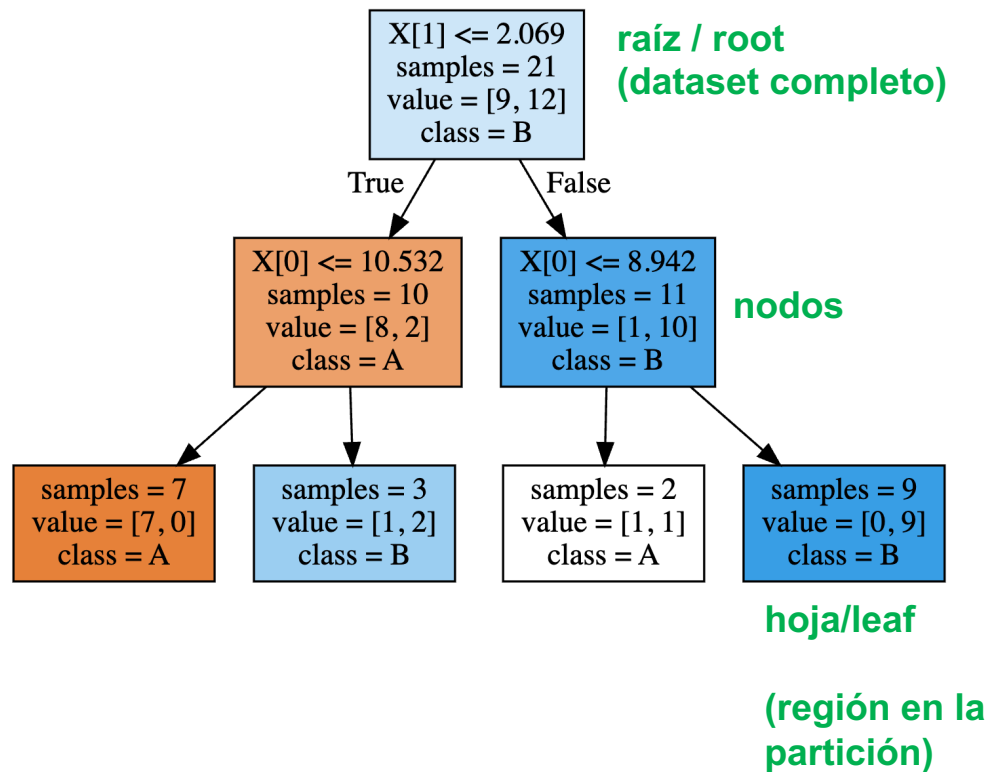 X[1] <= 2.069
samples = 21
value = [9, 12]
class = B
raíz / root
(dataset completo)
True
False
X[0] <= 10.532
samples = 10
value = [8, 2]
class = A
X[0] <= 8.942
samples = 11
value = [1, 10]
class = B
nodos
samples = 7
value = [7, 0]
class = A
samples = 3
value = [1, 2]
class = B
samples = 2
value = [1, 1]
class = A
samples = 9
value = [0, 9]
class = B
hoja/leaf
(región en la
partición)